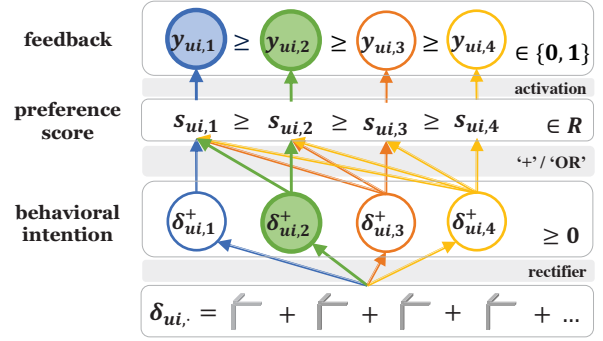 feedback y_{ui,1} ≥ y_{ui,2} ≥ y_{ui,3} ≥ y_{ui,4} ∈ {0, 1}
activation
preference score s_{ui,1} ≥ s_{ui,2} ≥ s_{ui,3} ≥ s_{ui,4} ∈ R
'+' / 'OR'
behavioral intention δ^+_{ui,1} δ^+_{ui,2} δ^+_{ui,3} δ^+_{ui,4} ≥ 0
rectifier
δ_{ui,·} = + + + + ...